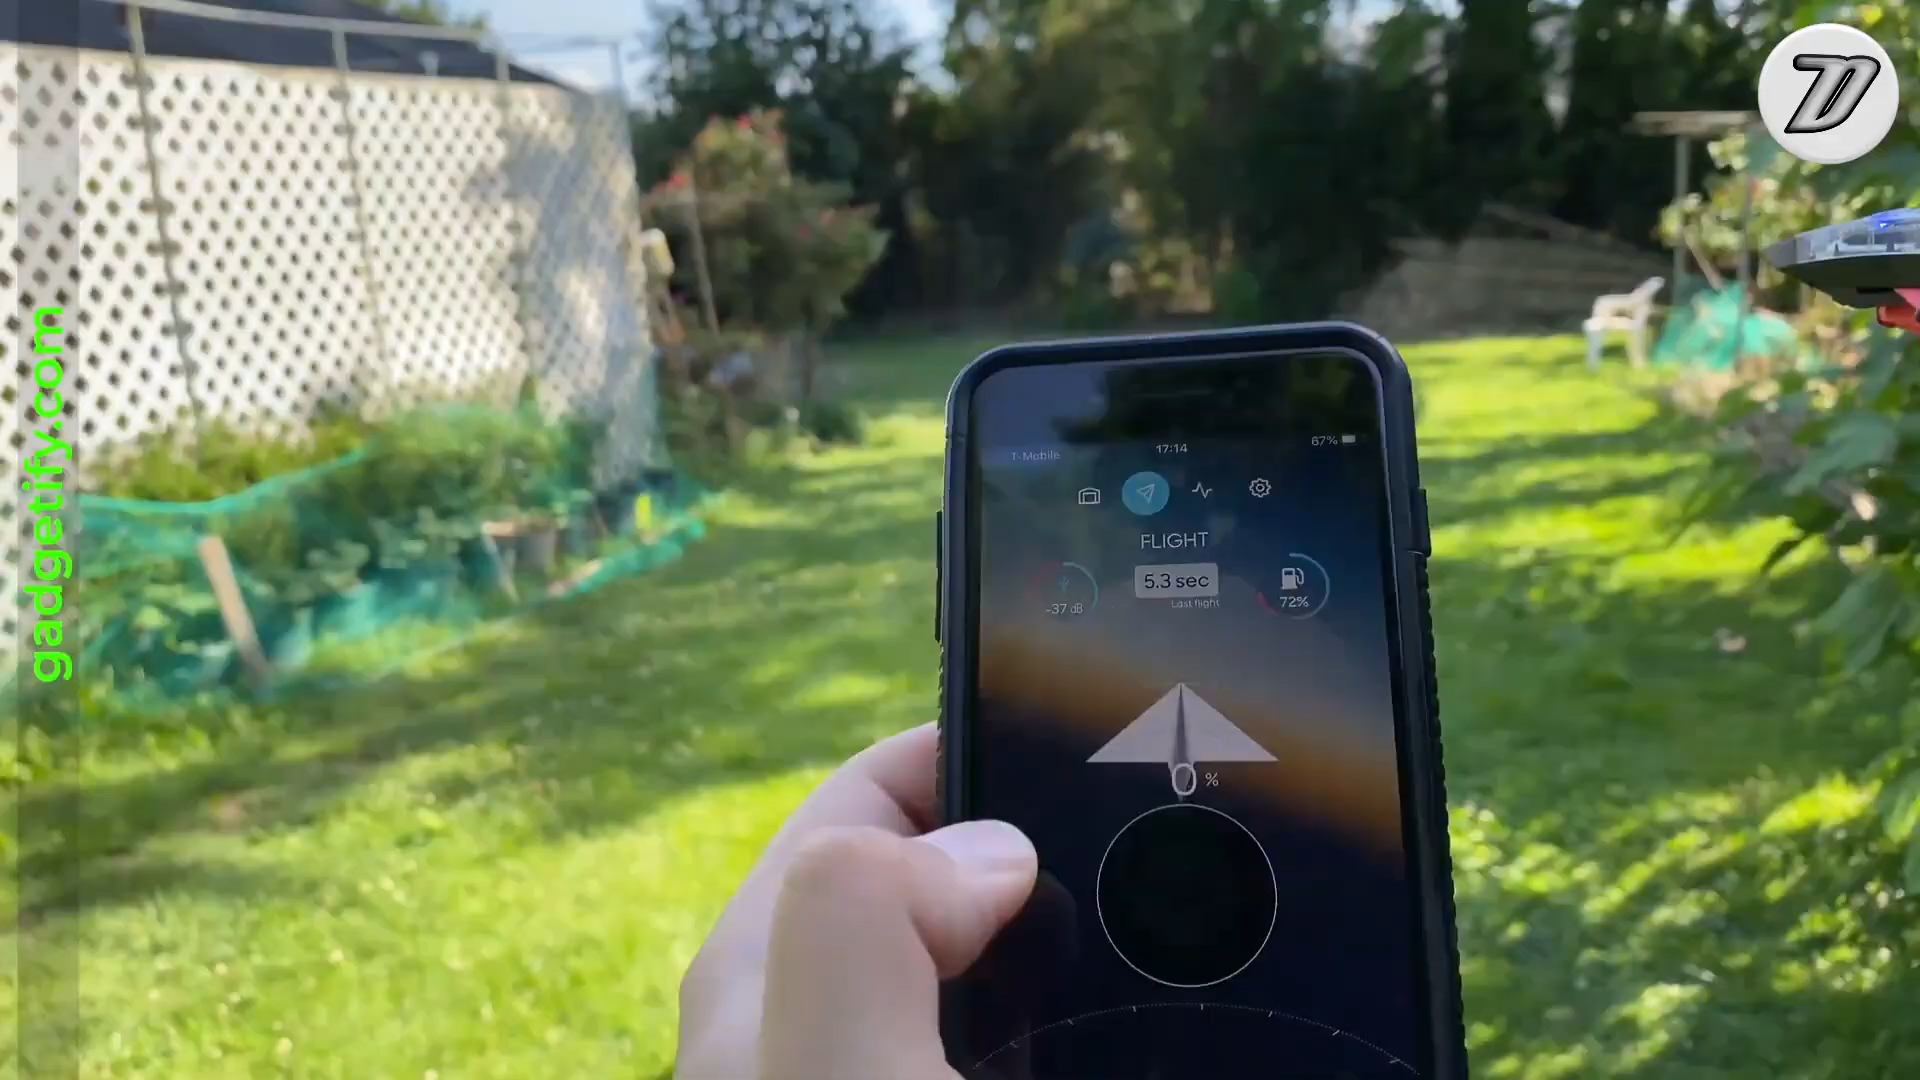 gadgetify.com
T-Mobile
17:14
67%
FLIGHT
5.3 sec
Last flight
-37 dB
72%
0 %